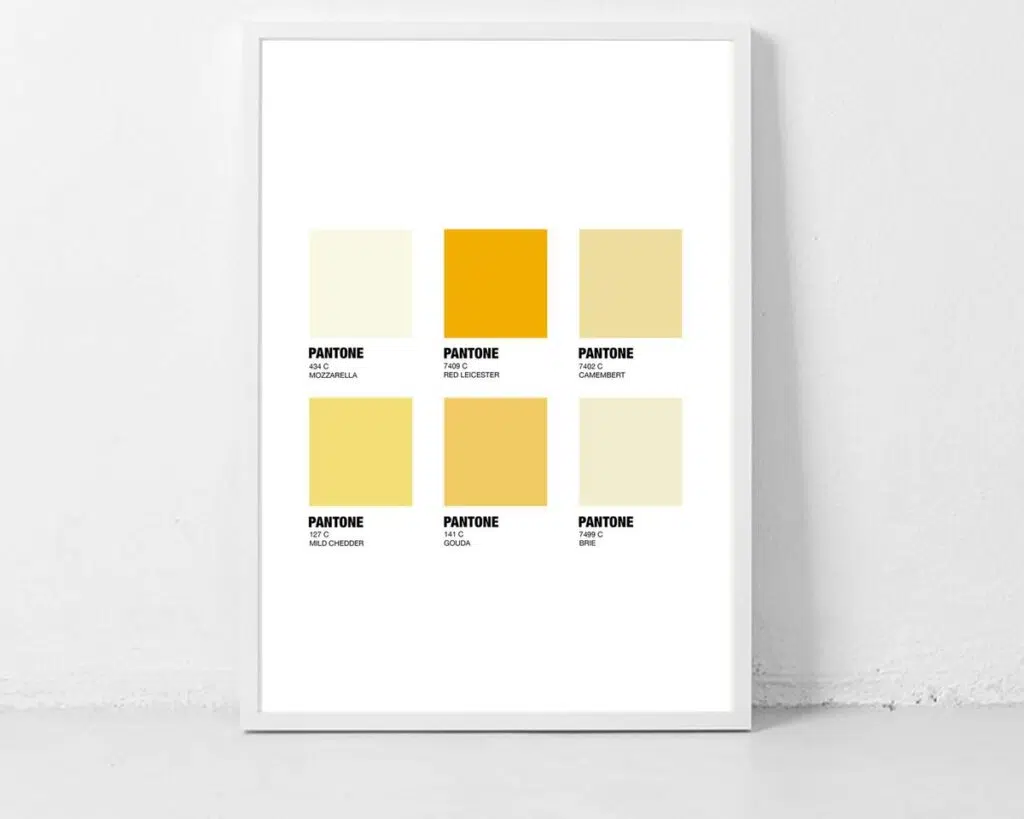 PANTONE
434 C
MOZZARELLA
PANTONE
7409 C
RED LEICESTER
PANTONE
7402 C
CAMEMBERT
PANTONE
127 C
MILD CHEDDER
PANTONE
141 C
GOUDA
PANTONE
7499 C
BRIE